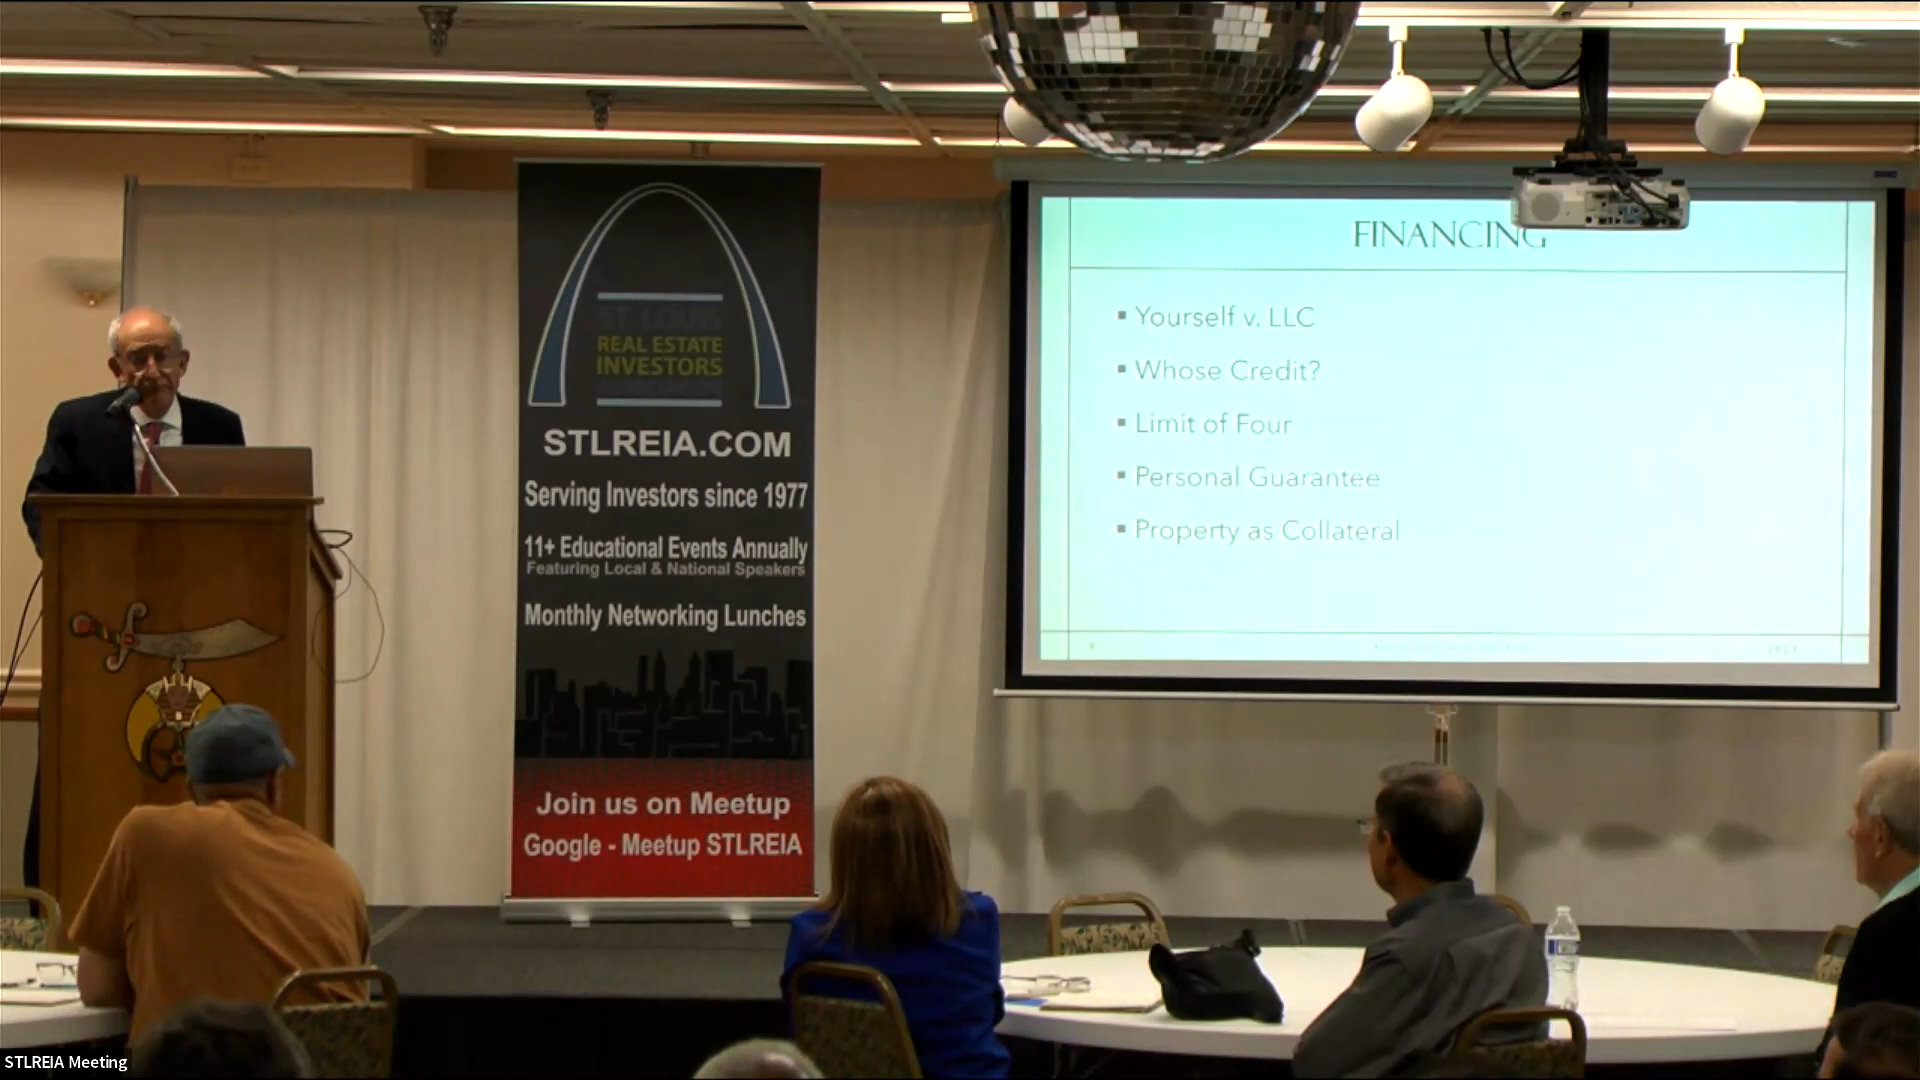 ST LOUIS
REAL ESTATE
INVESTORS
STLREIA.COM
Serving Investors since 1977
11+ Educational Events Annually
Featuring Local & National Speakers
Monthly Networking Lunches
Join us on Meetup
Google - Meetup STLREIA
FINANCING
▪ Yourself v. LLC
▪ Whose Credit?
▪ Limit of Four
▪ Personal Guarantee
▪ Property as Collateral
STLREIA Meeting